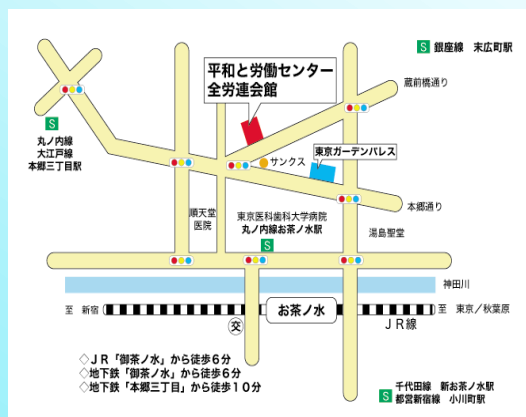 S 銀座線 末広町駅
平和と労働センター
全労連会館
蔵前橋通り
S
丸ノ内線
大江戸線
本郷三丁目駅
サンクス
東京ガーデンパレス
本郷通り
順天堂
医院
東京医科歯科大学病院
丸ノ内線お茶ノ水駅
S
湯島聖堂
神田川
至 新宿
お茶ノ水
至 東京/秋葉原
JR線
交
◇JR「御茶ノ水」から徒歩6分
◇地下鉄「御茶ノ水」から徒歩6分
◇地下鉄「本郷三丁目」から徒歩10分
S 千代田線 新お茶ノ水駅
都営新宿線 小川町駅